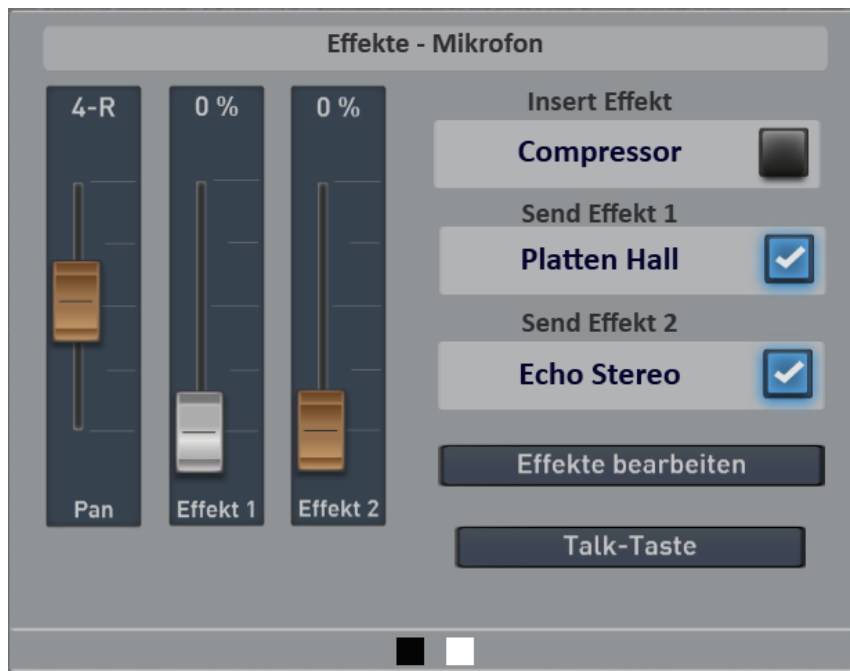 Effekte - Mikrofon
4-R
0 %
0 %
Pan
Effekt 1
Effekt 2
Insert Effekt
Compressor
Send Effekt 1
Platten Hall
Send Effekt 2
Echo Stereo
Effekte bearbeiten
Talk-Taste